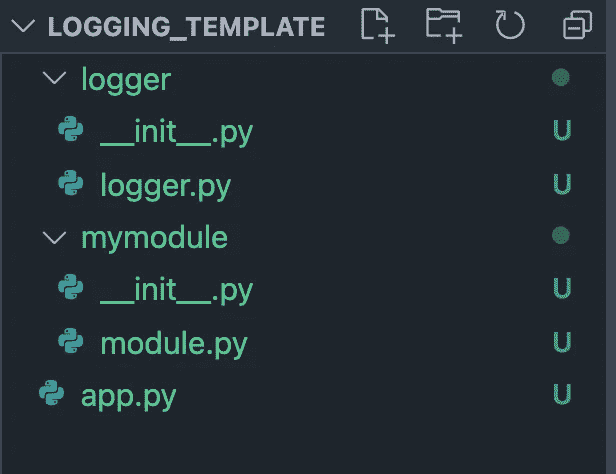 LOGGING_TEMPLATE
logger
__init__.py U
logger.py U
mymodule
__init__.py U
module.py U
app.py U